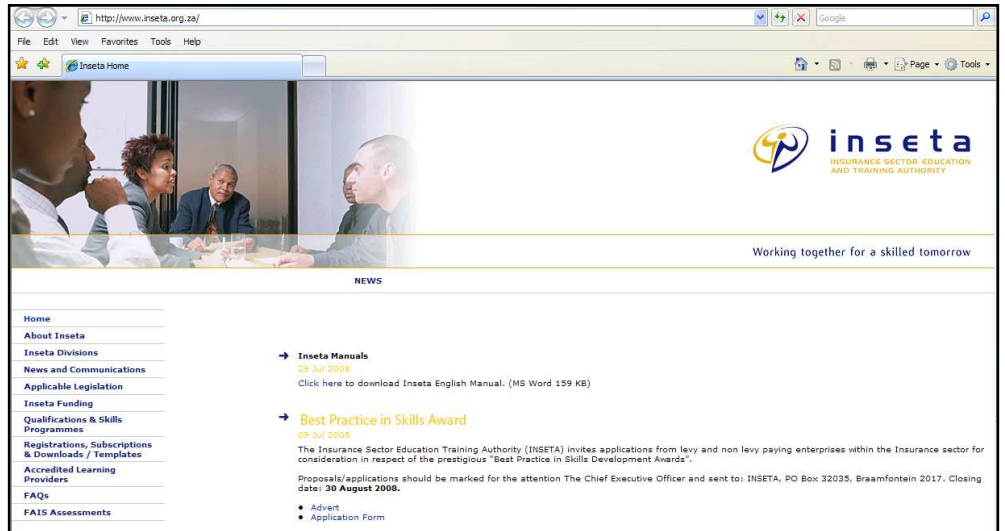 http://www.inseta.org.za/
Google
File Edit View Favorites Tools Help
Inseta Home
Page Tools
inseta
INSURANCE SECTOR EDUCATION
AND TRAINING AUTHORITY
Working together for a skilled tomorrow
NEWS
Home
About Inseta
Inseta Divisions
News and Communications
Applicable Legislation
Inseta Funding
Qualifications & Skills
Programmes
Registrations, Subscriptions
& Downloads / Templates
Accredited Learning
Providers
FAQs
FAIS Assessments
Inseta Manuals
29 Jul 2008
Click here to download Inseta English Manual. (MS Word 159 KB)
Best Practice in Skills Award
09 Jul 2008
The Insurance Sector Education Training Authority (INSETA) invites applications from levy and non levy paying enterprises within the Insurance sector for
consideration in respect of the prestigious "Best Practice in Skills Development Awards".
Proposals/applications should be marked for the attention The Chief Executive Officer and sent to: INSETA, PO Box 32035, Braamfontein 2017. Closing
date: 30 August 2008.
• Advert
• Application Form